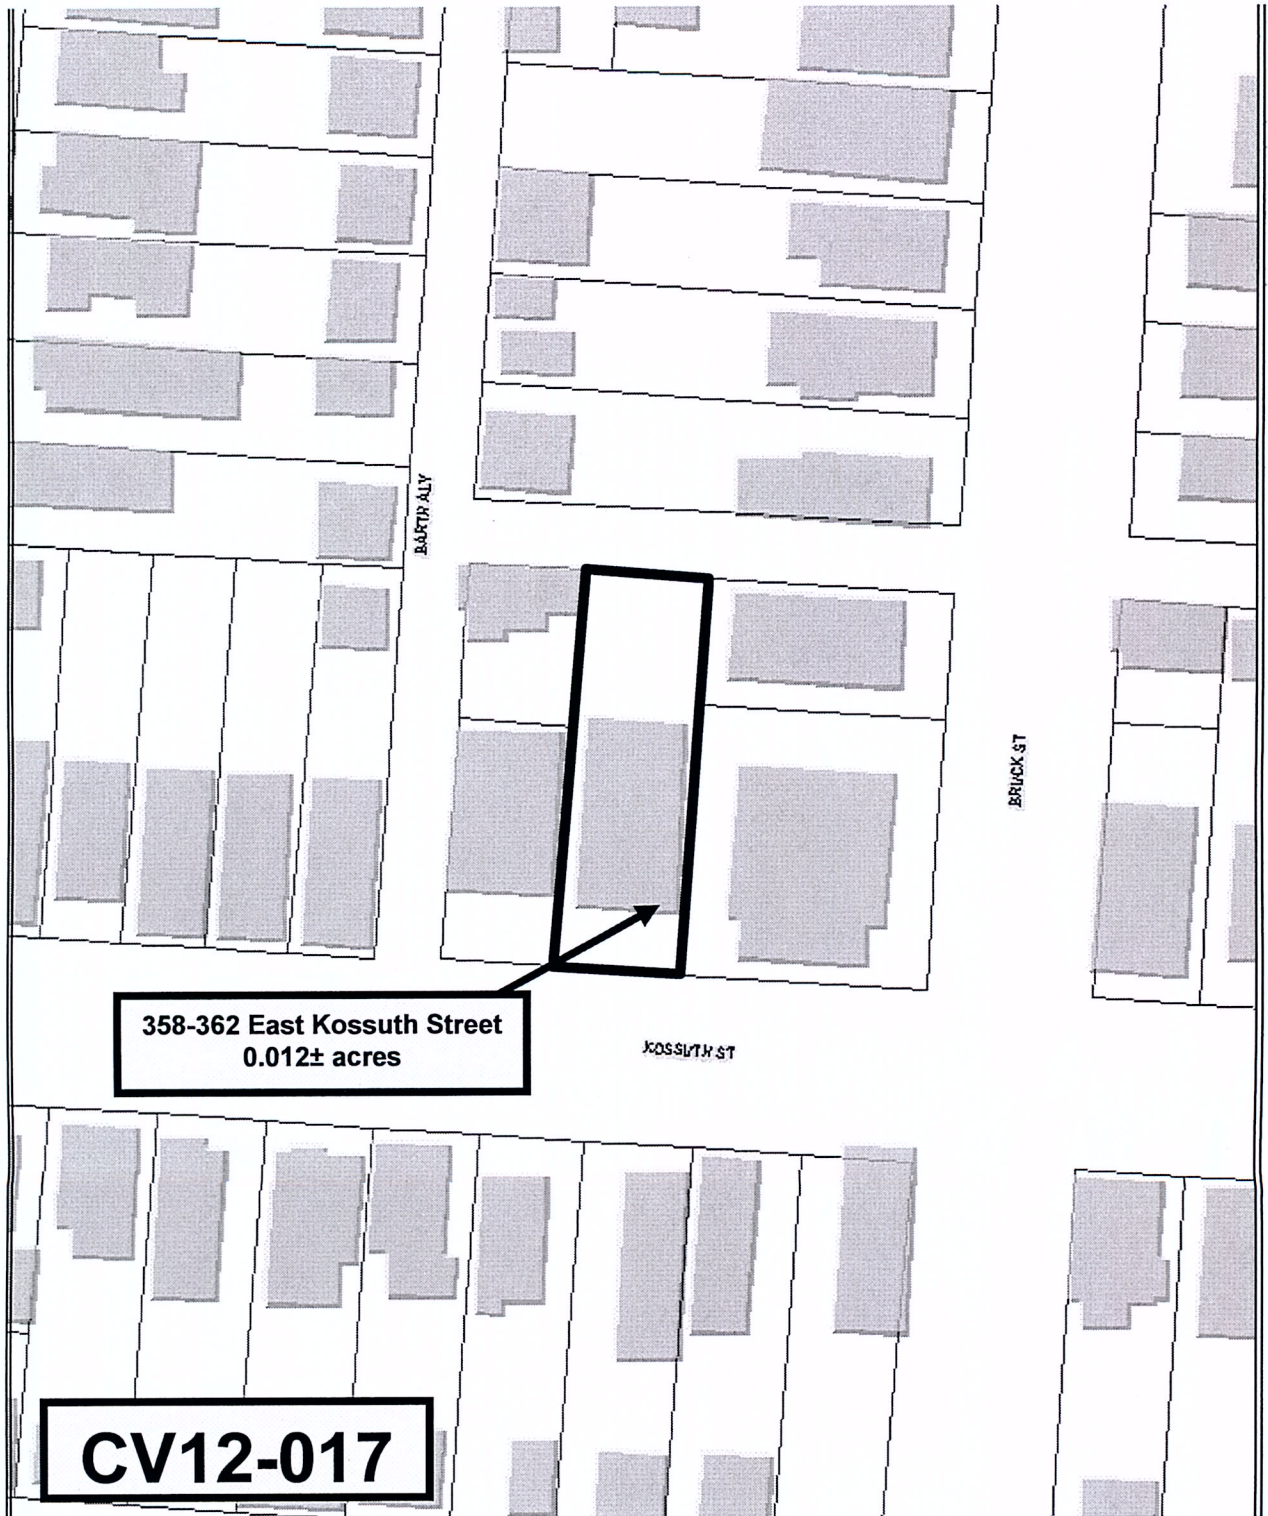 BARTH ALY
BRUCK ST
358-362 East Kossuth Street
0.012± acres
KOSSUTH ST
CV12-017